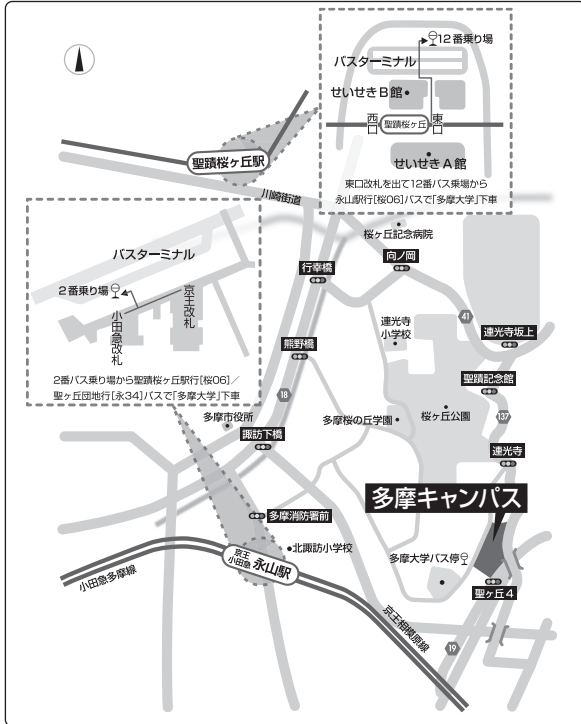 12番乗り場
バスターミナル
せいせきB館
西口
聖蹟桜ヶ丘
東口
せいせきA館
東口改札を出て12番バス乗場から
永山駅行[桜06]バスで「多摩大学」下車
聖蹟桜ヶ丘駅
川崎街道
バスターミナル
2番乗り場
京王改札
小田急改札
2番バス乗り場から聖蹟桜ヶ丘駅行[桜06]/
聖ヶ丘団地行[永34]バスで「多摩大学」下車
桜ヶ丘記念病院
向ノ岡
行幸橋
41
連光寺
小学校
連光寺坂上
熊野橋
聖蹟記念館
18
桜ヶ丘公園
137
多摩市役所
多摩桜の丘学園
諏訪下橋
連光寺
多摩キャンパス
多摩消防署前
北諏訪小学校
多摩大学バス停
京王
小田急
永山駅
聖ヶ丘4
小田急多摩線
京王相模原線
19